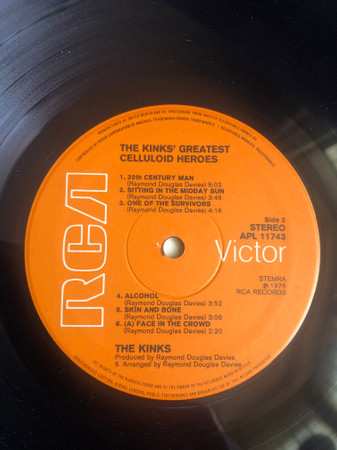 THE KINKS' GREATEST
CELLULOID HEROES
1. 20th CENTURY MAN
(Raymond Douglas Davies) 5:03
2. SITTING IN THE MIDDAY SUN
(Raymond Douglas Davies) 3:46
3. ONE OF THE SURVIVORS
(Raymond Douglas Davies) 4:16
Side 2
STEREO
APL 11743
RCA
Victor
STEMRA
℗ 1976
RCA RECORDS
4. ALCOHOL
(Raymond Douglas Davies) 3:52
5. SKIN AND BONE
(Raymond Douglas Davies) 3:06
6. (A) FACE IN THE CROWD
(Raymond Douglas Davies) 2:20
THE KINKS
Produced by Raymond Douglas Davies
& Arranged by Raymond Douglas Davies